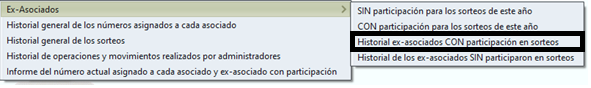 Ex-Asociados
Historial general de los números asignados a cada asociado
Historial general de los sorteos
Historial de operaciones y movimientos realizados por administradores
Informe del número actual asignado a cada asociado y ex-asociado con participación
SIN participación para los sorteos de este año
CON participación para los sorteos de este año
Historial ex-asociados CON participación en sorteos
Historial de los ex-asociados SIN participaron en sorteos